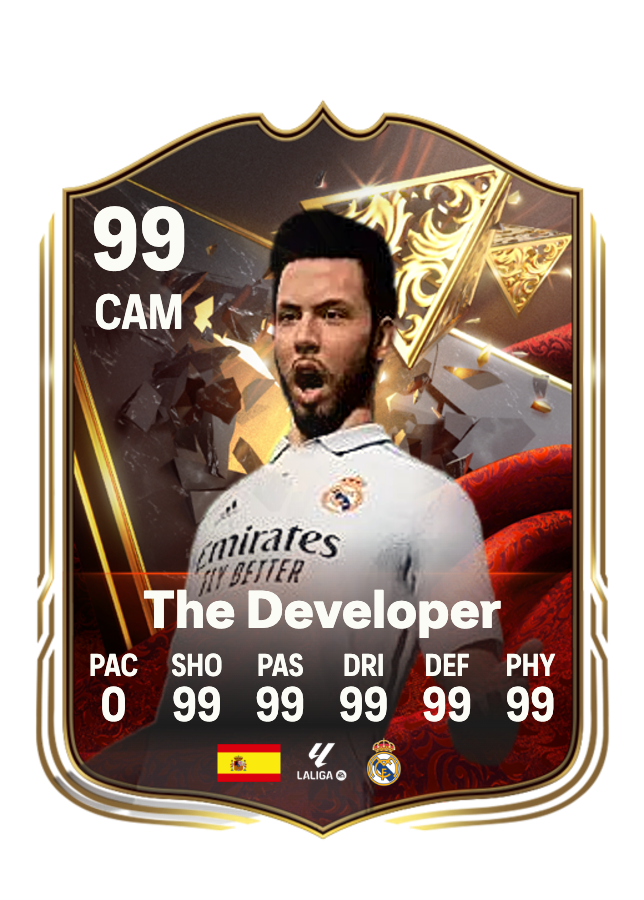 99
CAM
Emirates
FLY BETTER
The Developer
PAC SHO PAS DRI DEF PHY
0 99 99 99 99 99
LALIGA